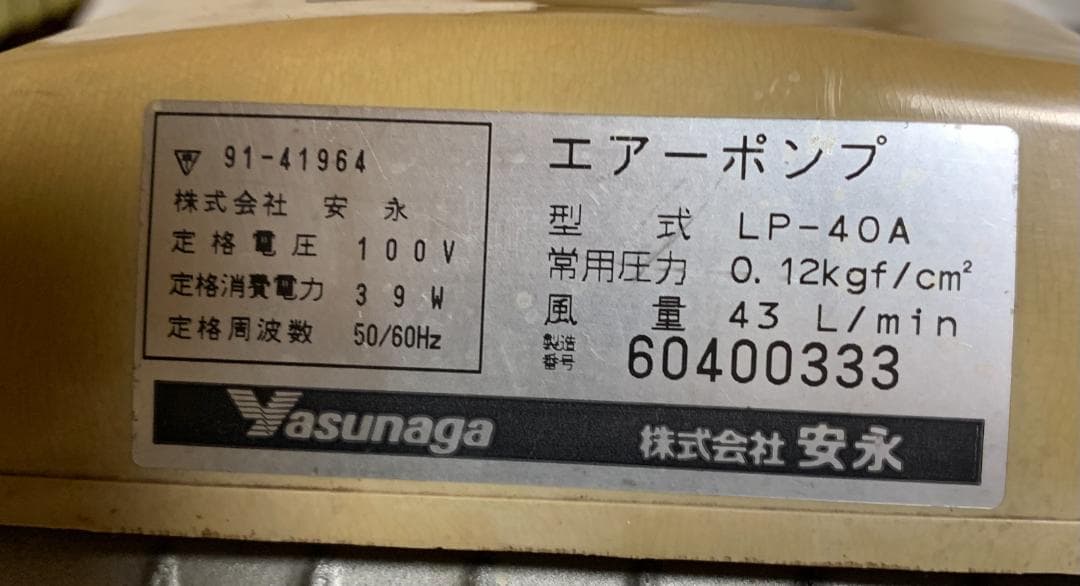 〒 91-41964
株式会社 安永
定格電圧 100V
定格消費電力 39W
定格周波数 50/60Hz
エアーポンプ
型式 LP-40A
常用圧力 0.12kgf/cm²
風量 43 L/min
製造番号 60400333
Yasunaga 株式会社 安永